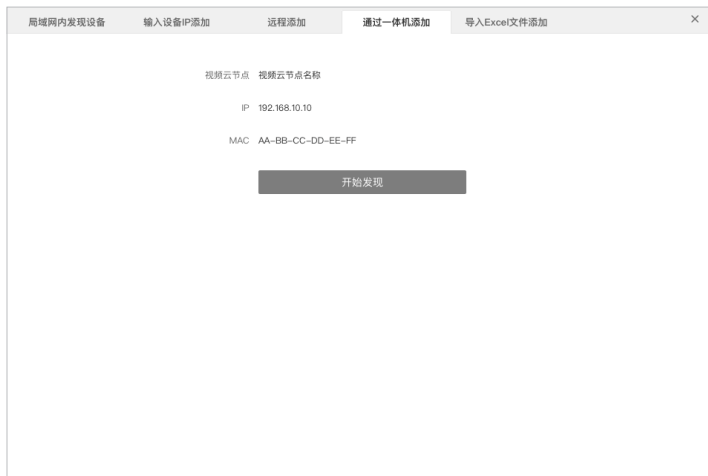 局域网内发现设备 输入设备IP添加 远程添加 通过一体机添加 导入Excel文件添加 ×
视频云节点 视频云节点名称
IP 192.168.10.10
MAC AA-BB-CC-DD-EE-FF
开始发现